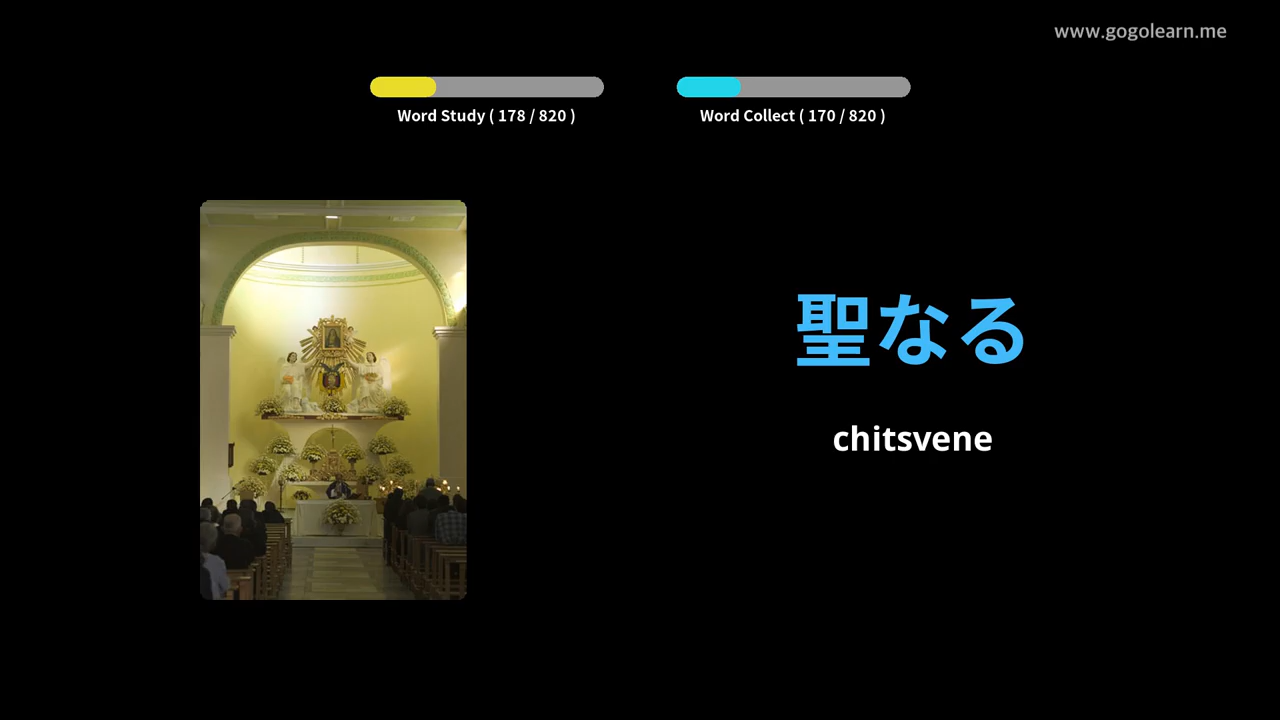 www.gogolearn.me
Word Study ( 178 / 820 )
Word Collect ( 170 / 820 )
聖なる
chitsvene